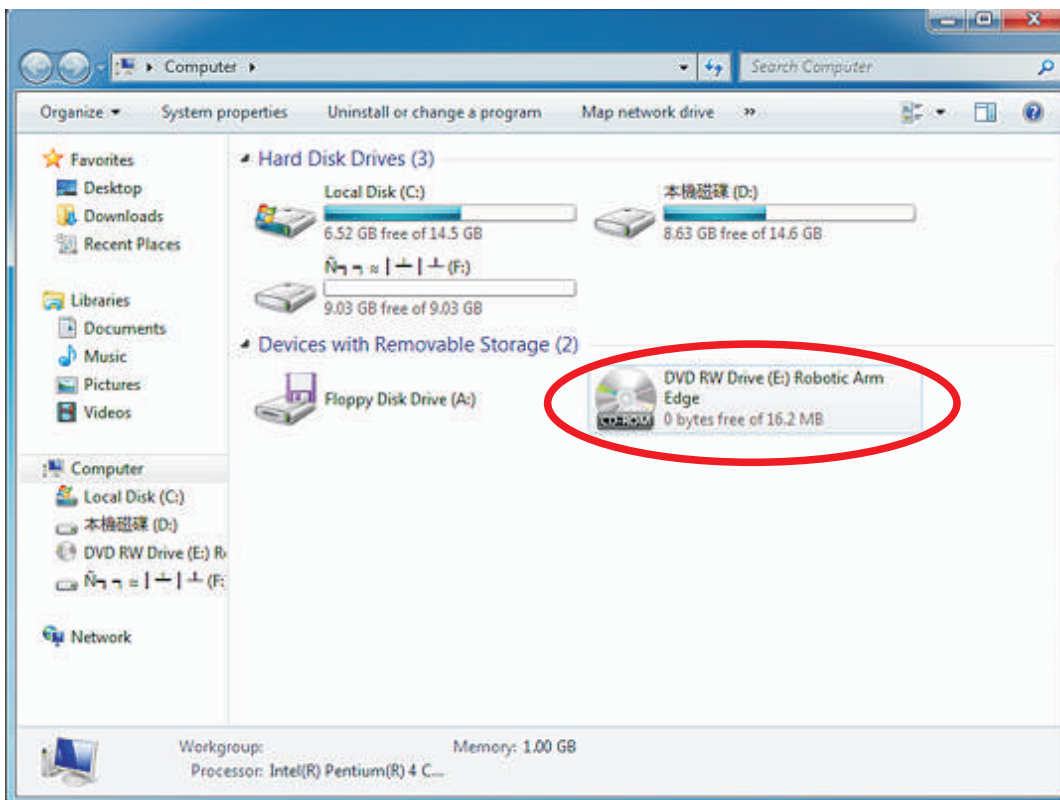 Computer
Search Computer
Organize
System properties
Uninstall or change a program
Map network drive
»
Favorites
Desktop
Downloads
Recent Places
Libraries
Documents
Music
Pictures
Videos
Computer
Local Disk (C:)
本機磁碟 (D:)
DVD RW Drive (E:) R
(F:
Network
Hard Disk Drives (3)
Local Disk (C:)
6.52 GB free of 14.5 GB
本機磁碟 (D:)
8.63 GB free of 14.6 GB
(F:)
9.03 GB free of 9.03 GB
Devices with Removable Storage (2)
Floppy Disk Drive (A:)
DVD RW Drive (E:) Robotic Arm
Edge
CD-ROM
0 bytes free of 16.2 MB
Workgroup:
Memory: 1.00 GB
Processor: Intel(R) Pentium(R) 4 C...